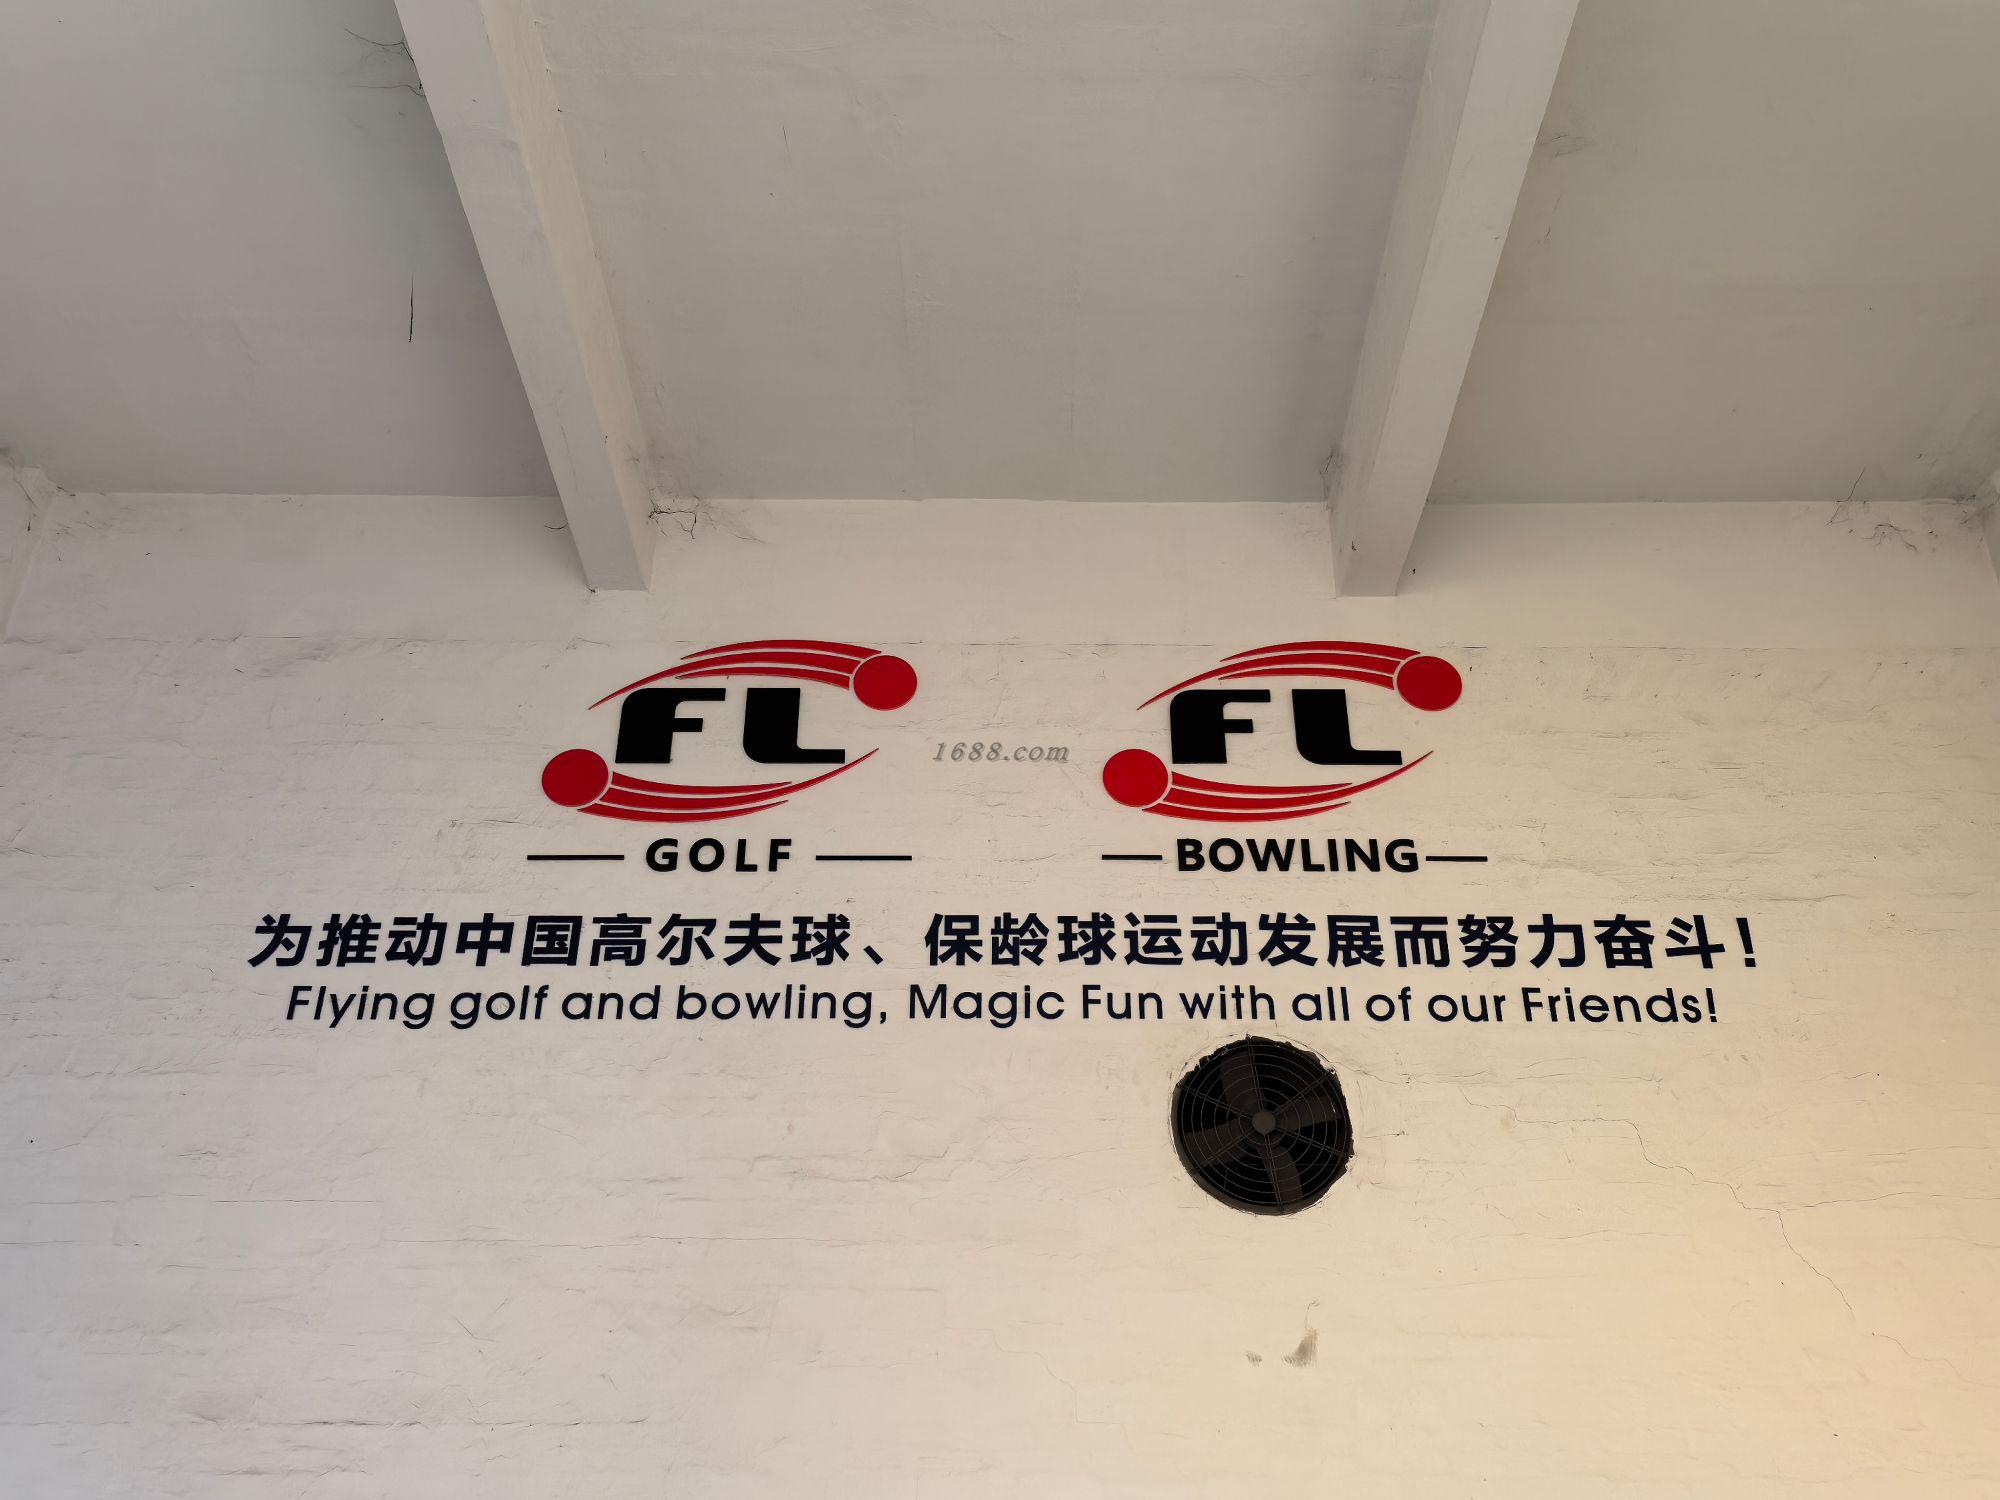 FL
FL
1688.com
GOLF
BOWLING
为推动中国高尔夫球、保龄球运动发展而努力奋斗！
Flying golf and bowling, Magic Fun with all of our Friends!